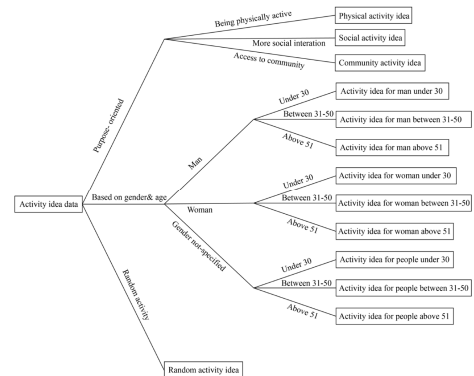 Being physically active
Physical activity idea
More social interation
Social activity idea
Access to community
Community activity idea
Purpose- oriented
Under 30
Activity idea for man under 30
Between 31-50
Activity idea for man between 31-50
Man
Above 51
Activity idea for man above 51
Activity idea data
Based on gender& age
Under 30
Activity idea for woman under 30
Woman
Between 31-50
Activity idea for woman between 31-50
Above 51
Activity idea for woman above 51
Gender not-specified
Under 30
Activity idea for people under 30
Between 31-50
Activity idea for people between 31-50
Above 51
Activity idea for people above 51
Random activity
Random activity idea